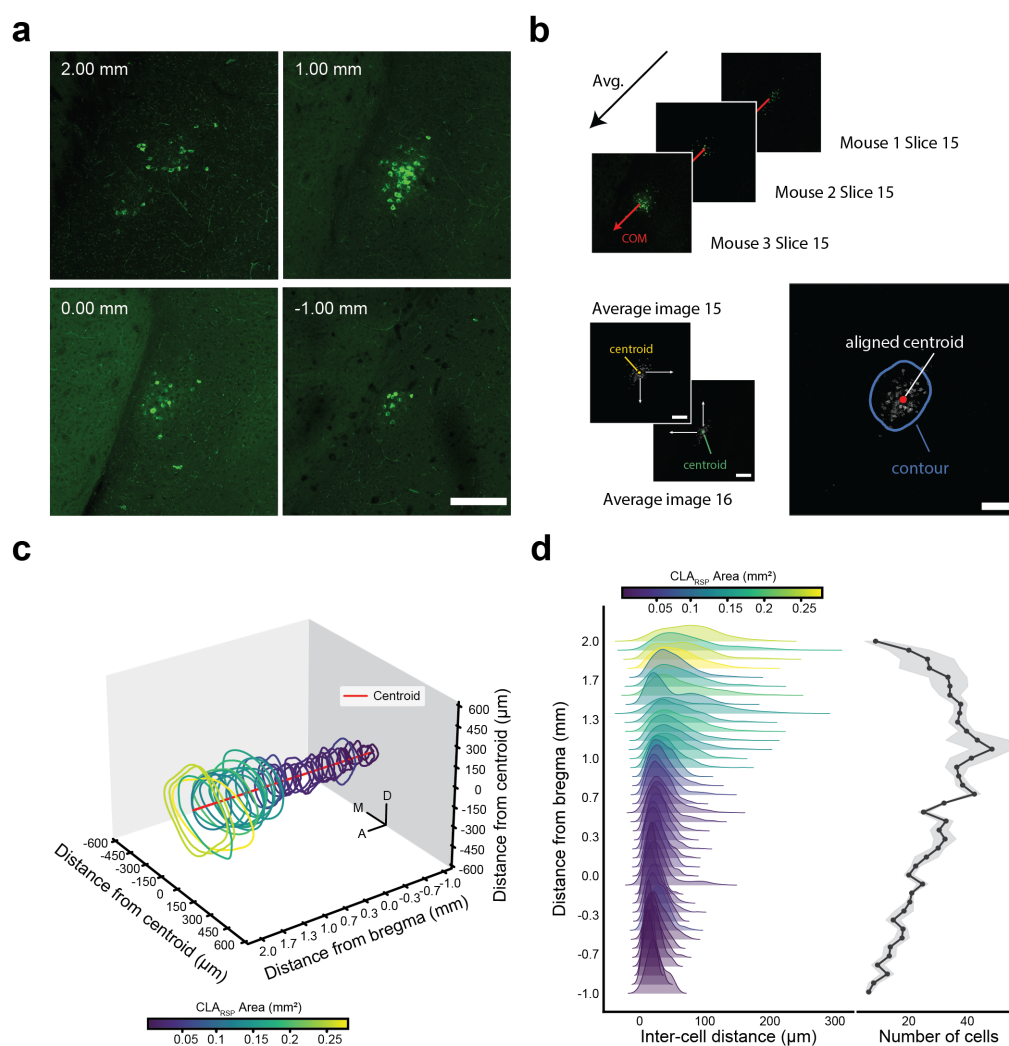 a
2.00 mm
1.00 mm
0.00 mm
-1.00 mm
b
Avg.
Mouse 1 Slice 15
Mouse 2 Slice 15
COM
Mouse 3 Slice 15
Average image 15
centroid
centroid
Average image 16
aligned centroid
contour
c
Centroid
600
450
300
150
0
-150
-300
-450
-600
Distance from centroid (µm)
D
M
A
-600
-450
-300
-150
0
150
300
450
600
Distance from centroid (µm)
2.0
1.7
1.3
1.0
0.7
0.3
0.0
-0.3
-0.7
-1.0
Distance from bregma (mm)
CLARSP Area (mm²)
0.05
0.1
0.15
0.2
0.25
d
CLARSP Area (mm²)
0.05
0.1
0.15
0.2
0.25
2.0
1.7
1.3
1.0
0.7
0.3
0.0
-0.3
-0.7
-1.0
Distance from bregma (mm)
0
100
200
300
Inter-cell distance (µm)
20
40
Number of cells